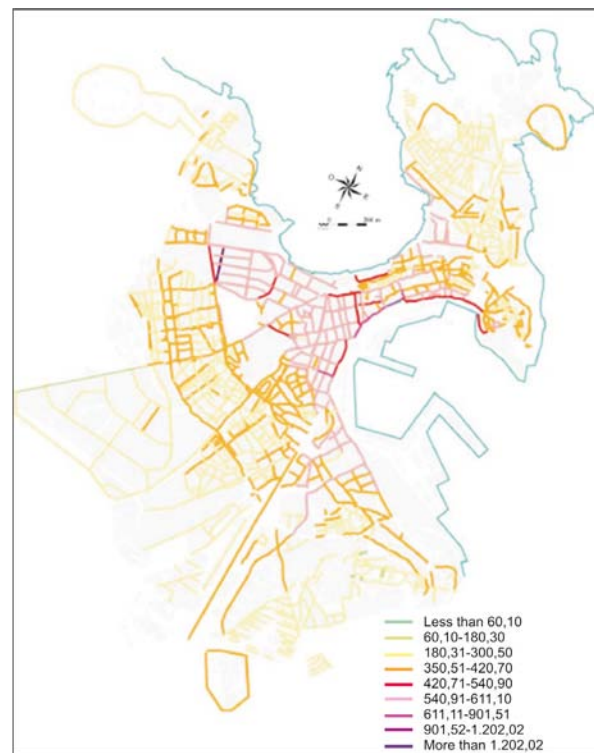 N
O
E
S
0
Less than 60,10
60,10-180,30
180,31-300,50
350,51-420,70
420,71-540,90
540,91-611,10
611,11-901,51
901,52-1.202,02
More than 1.202,02